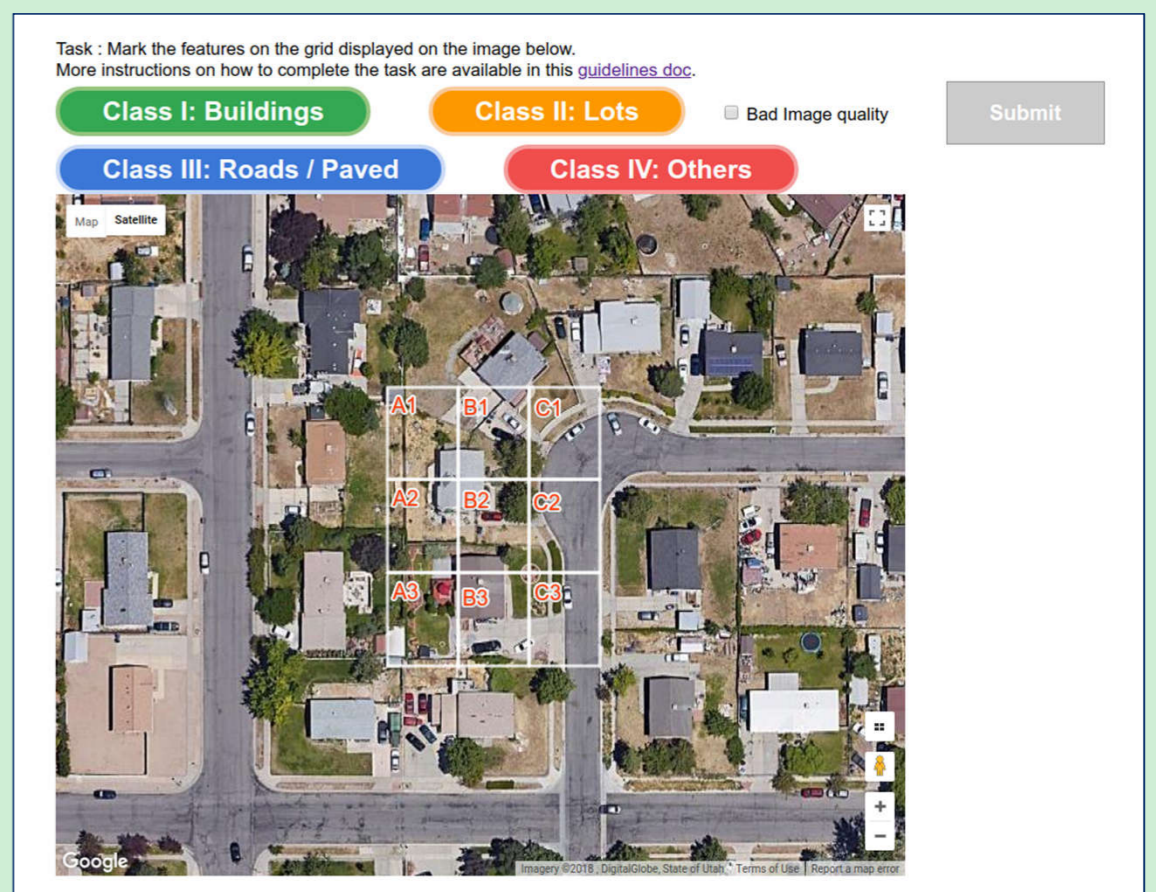 Task : Mark the features on the grid displayed on the image below.
More instructions on how to complete the task are available in this guidelines doc.
Class I: Buildings
Class II: Lots
Bad Image quality
Submit
Class III: Roads / Paved
Class IV: Others
Map
Satellite
A1 B1 C1
A2 B2 C2
A3 B3 C3
Google
Imagery ©2018 , DigitalGlobe, State of Utah
Terms of Use
Report a map error